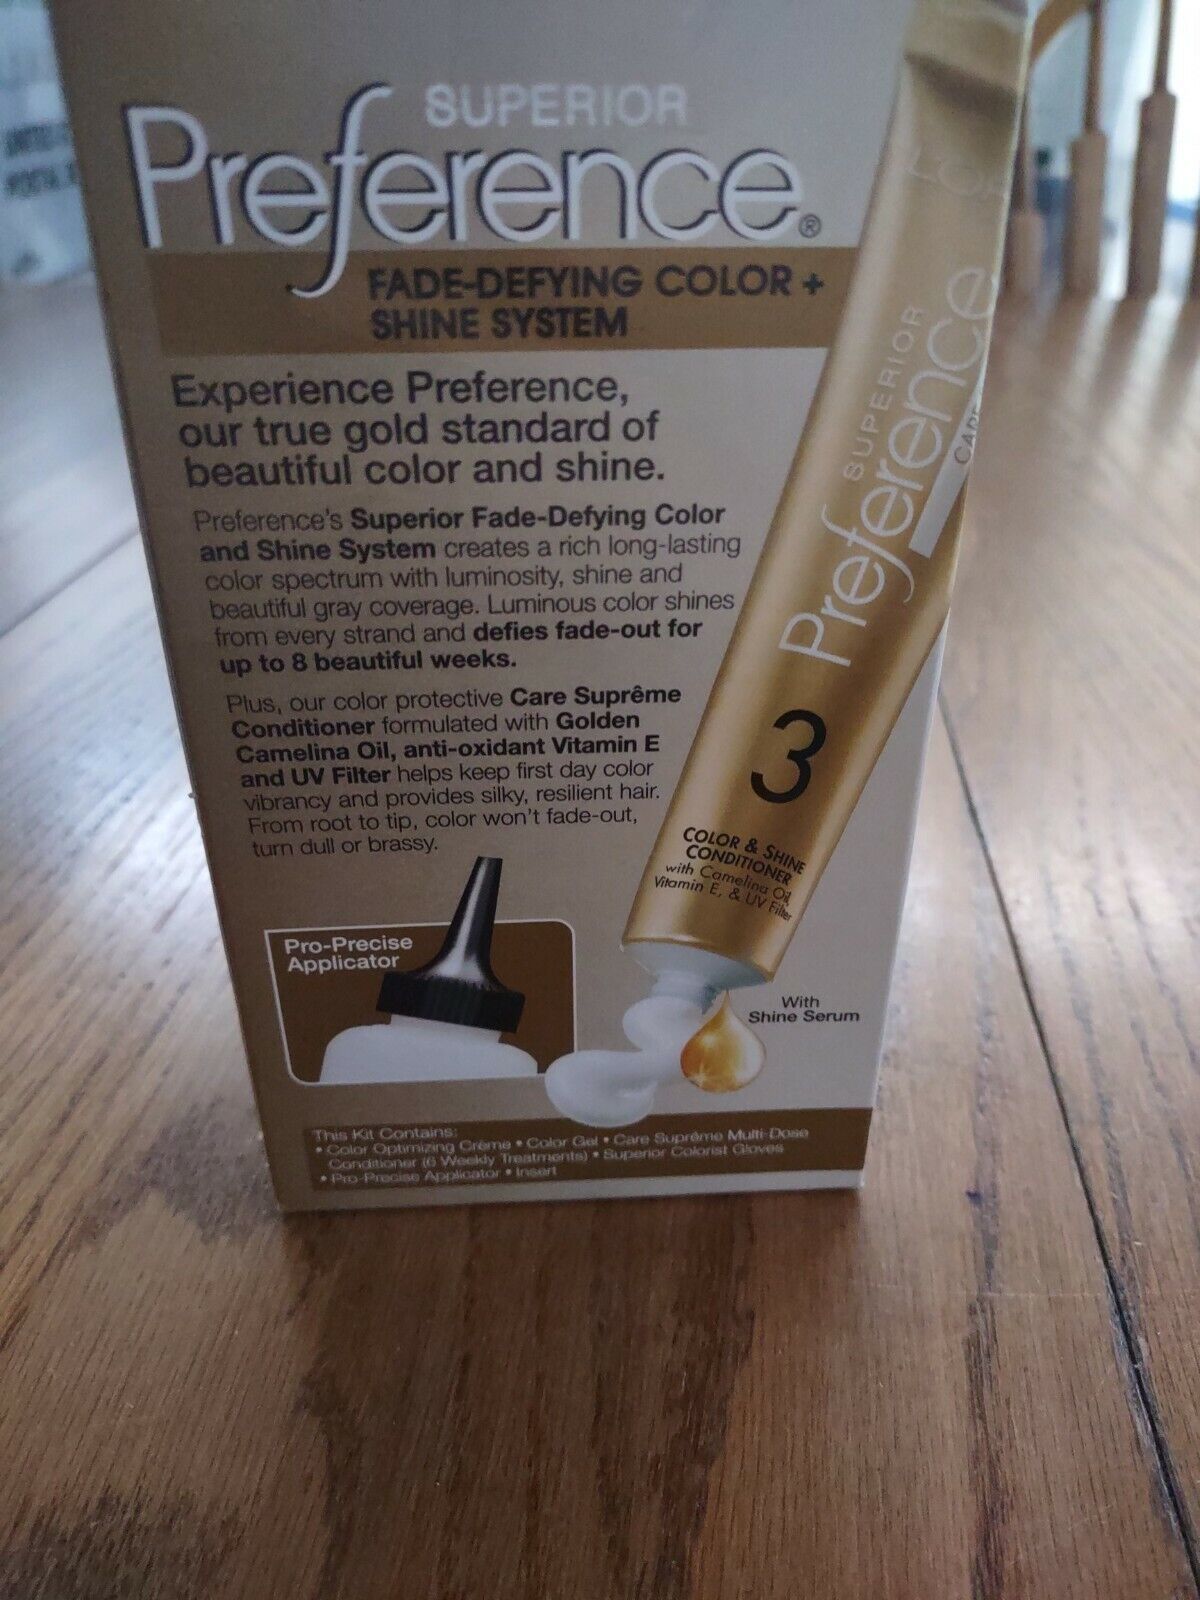 SUPERIOR
Preference®
FADE-DEFYING COLOR +
SHINE SYSTEM
Experience Preference,
our true gold standard of
beautiful color and shine.
Preference's Superior Fade-Defying Color
and Shine System creates a rich long-lasting
color spectrum with luminosity, shine and
beautiful gray coverage. Luminous color shines
from every strand and defies fade-out for
up to 8 beautiful weeks.
Plus, our color protective Care Suprême
Conditioner formulated with Golden
Camelina Oil, anti-oxidant Vitamin E
and UV Filter helps keep first day color
vibrancy and provides silky, resilient hair.
From root to tip, color won't fade-out,
turn dull or brassy.
Pro-Precise
Applicator
SUPERIOR
Preference
3
COLOR & SHINE
CONDITIONER
with Camelina Oil,
Vitamin E, & UV Filter
With
Shine Serum
This Kit Contains:
• Color Optimizing Crème • Color Gel • Care Suprême Multi-Dose
Conditioner (6 Weekly Treatments) • Superior Colorist Gloves
• Pro-Precise Applicator • Insert